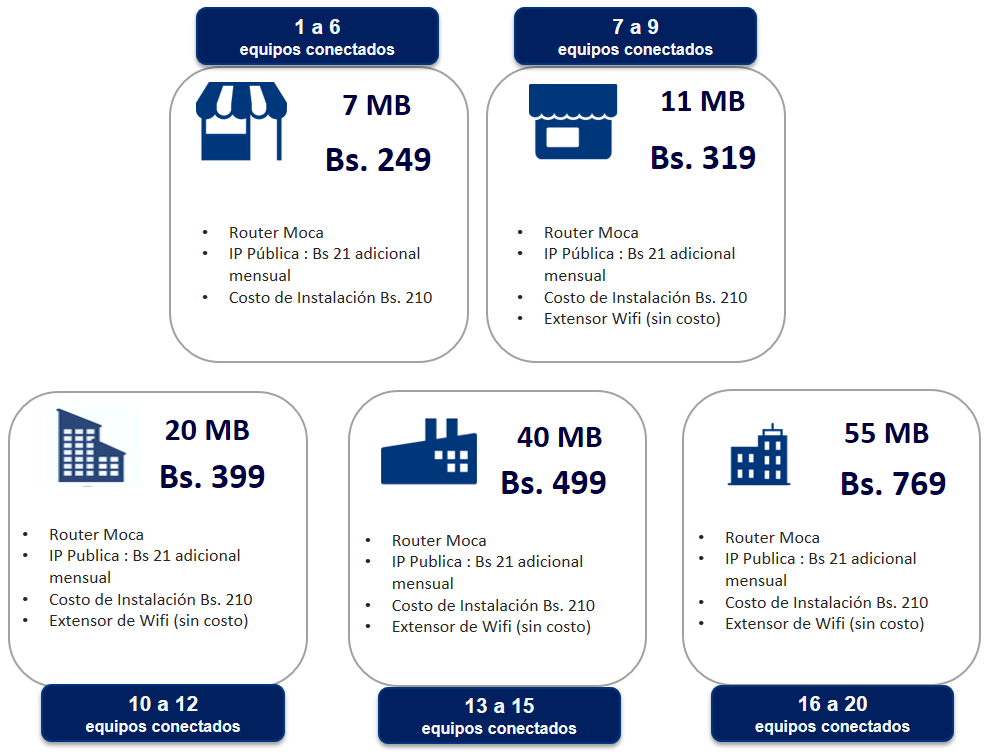 1 a 6
equipos conectados
7 MB
Bs. 249
• Router Moca
• IP Pública : Bs 21 adicional
mensual
• Costo de Instalación Bs. 210
7 a 9
equipos conectados
11 MB
Bs. 319
• Router Moca
• IP Pública : Bs 21 adicional
mensual
• Costo de Instalación Bs. 210
• Extensor Wifi (sin costo)
20 MB
Bs. 399
• Router Moca
• IP Publica : Bs 21 adicional
mensual
• Costo de Instalación Bs. 210
• Extensor de Wifi (sin costo)
10 a 12
equipos conectados
40 MB
Bs. 499
• Router Moca
• IP Publica : Bs 21 adicional
mensual
• Costo de Instalación Bs. 210
• Extensor de Wifi (sin costo)
13 a 15
equipos conectados
55 MB
Bs. 769
• Router Moca
• IP Publica : Bs 21 adicional
mensual
• Costo de Instalación Bs. 210
• Extensor de Wifi (sin costo)
16 a 20
equipos conectados